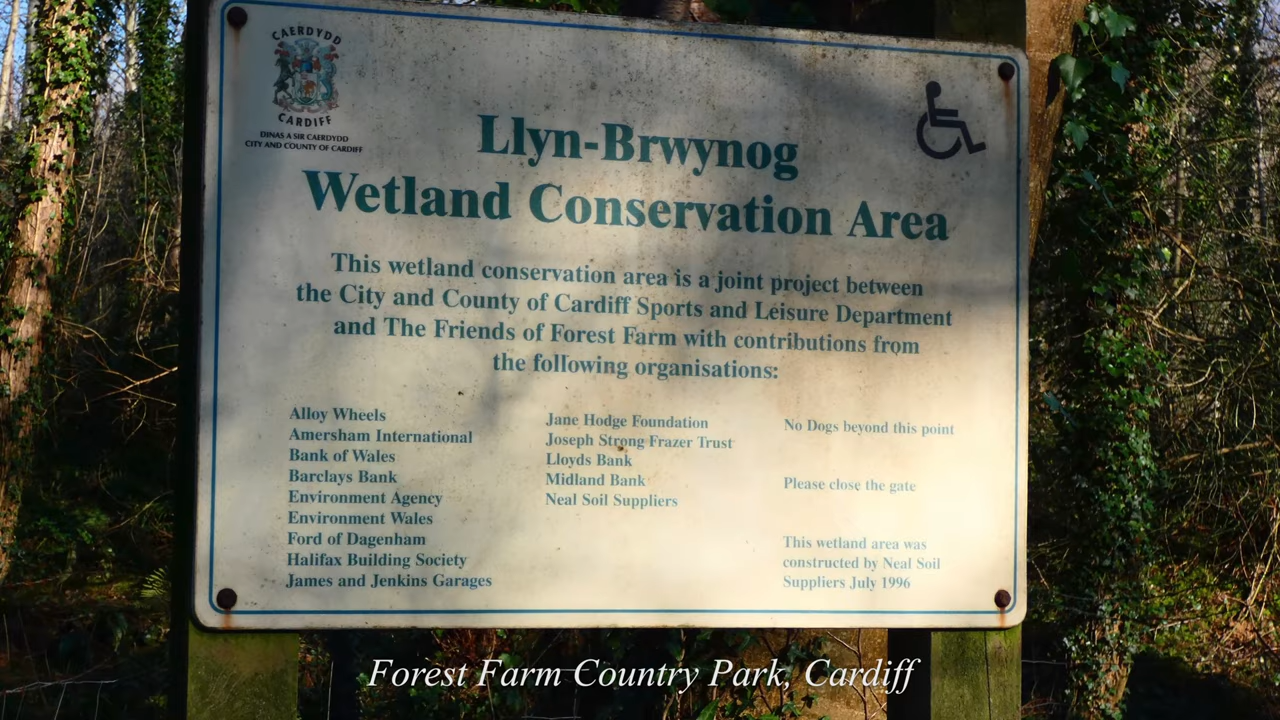 CAERDYDD
CARDIFF
DINAS A SIR CAERDYDD
CITY AND COUNTY OF CARDIFF
Llyn-Brwynog
Wetland Conservation Area
This wetland conservation area is a joint project between
the City and County of Cardiff Sports and Leisure Department
and The Friends of Forest Farm with contributions from
the following organisations:
Alloy Wheels
Amersham International
Bank of Wales
Barclays Bank
Environment Agency
Environment Wales
Ford of Dagenham
Halifax Building Society
James and Jenkins Garages
Jane Hodge Foundation
Joseph Strong Frazer Trust
Lloyds Bank
Midland Bank
Neal Soil Suppliers
No Dogs beyond this point
Please close the gate
This wetland area was
constructed by Neal Soil
Suppliers July 1996
Forest Farm Country Park, Cardiff